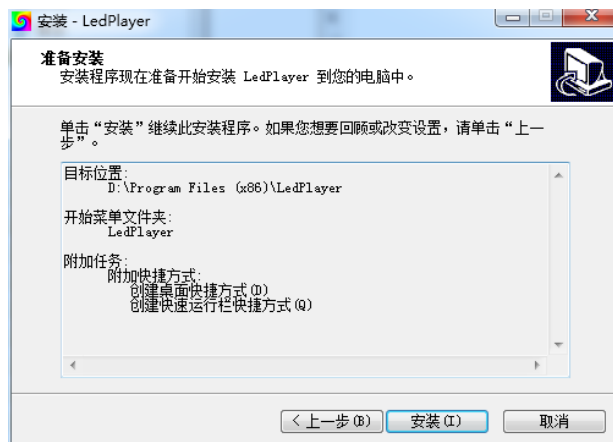 安装 - LedPlayer
准备安装
安装程序现在准备开始安装 LedPlayer 到您的电脑中。
单击“安装”继续此安装程序。如果您想要回顾或改变设置，请单击“上一
步”。
目标位置:
D:\Program Files (x86)\LedPlayer
开始菜单文件夹:
LedPlayer
附加任务:
附加快捷方式:
创建桌面快捷方式(D)
创建快速运行栏快捷方式(Q)
< 上一步(B)
安装(I)
取消